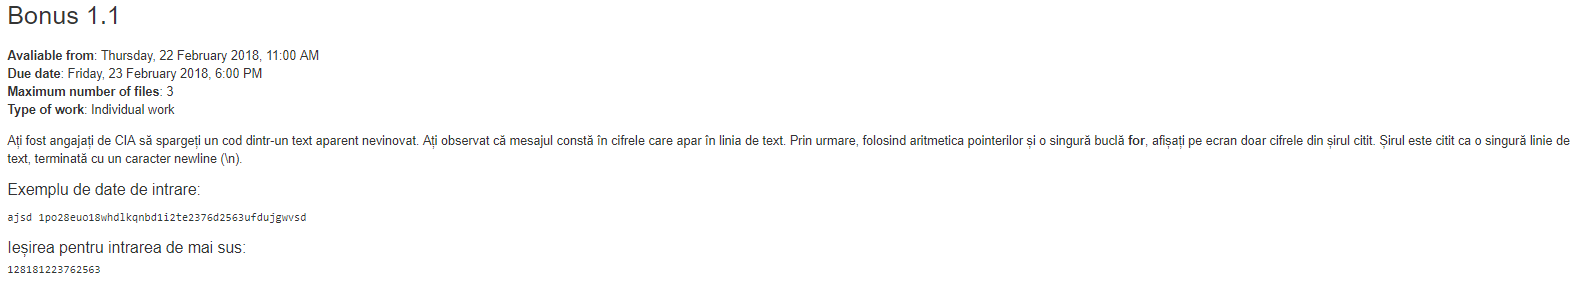 Bonus 1.1
Avaliable from: Thursday, 22 February 2018, 11:00 AM
Due date: Friday, 23 February 2018, 6:00 PM
Maximum number of files: 3
Type of work: Individual work
Ați fost angajați de CIA să spargeți un cod dintr-un text aparent nevinovat. Ați observat că mesajul constă în cifrele care apar în linia de text. Prin urmare, folosind aritmetica pointerilor și o singură buclă for, afișați pe ecran doar cifrele din șirul citit. Șirul este citit ca o singură linie de
text, terminată cu un caracter newline (\n).
Exemplu de date de intrare:
ajsd 1po28euo18whdlkqnbd1i2te2376d2563ufdujgwvsd
Ieșirea pentru intrarea de mai sus:
128181223762563